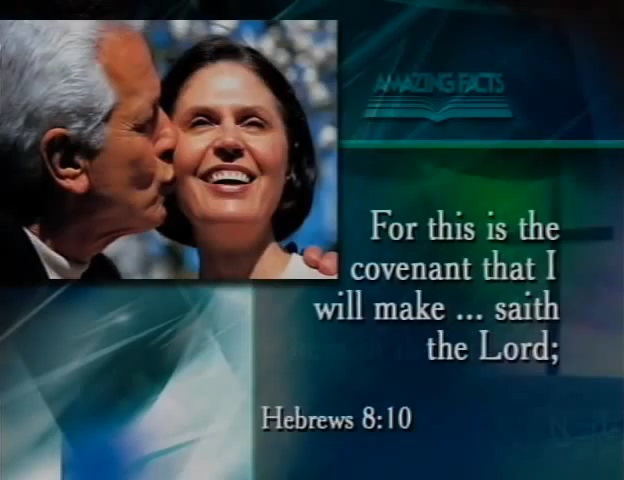 AMAZING FACTS
For this is the
covenant that I
will make ... saith
the Lord;
Hebrews 8:10